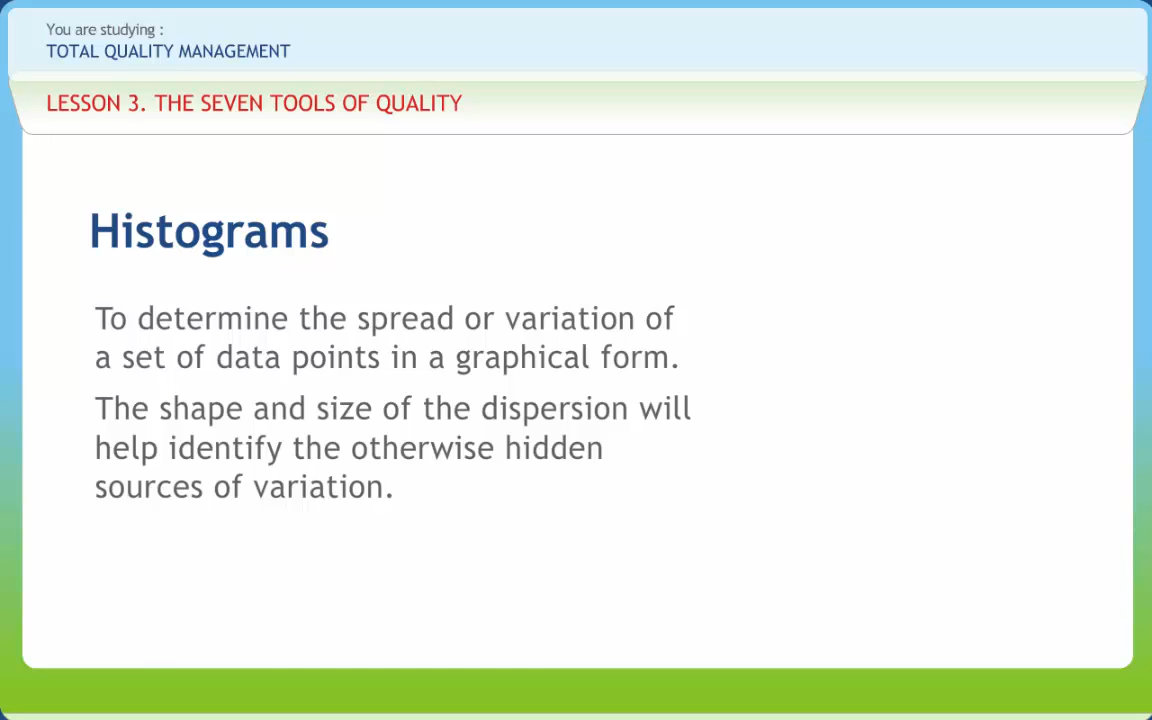 You are studying :
TOTAL QUALITY MANAGEMENT
LESSON 3. THE SEVEN TOOLS OF QUALITY
Histograms
To determine the spread or variation of
a set of data points in a graphical form.
The shape and size of the dispersion will
help identify the otherwise hidden
sources of variation.